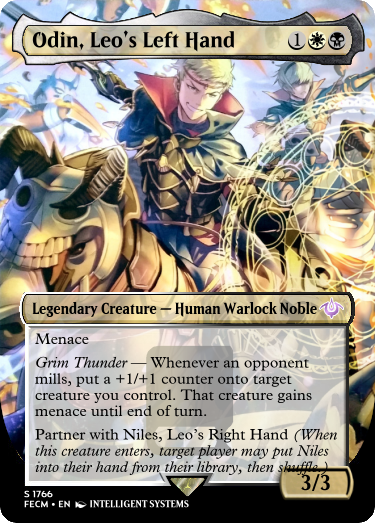 Odin, Leo's Left Hand 1
Legendary Creature — Human Warlock Noble
Menace
Grim Thunder — Whenever an opponent
mills, put a +1/+1 counter onto target
creature you control. That creature gains
menace until end of turn.
Partner with Niles, Leo's Right Hand (When
this creature enters, target player may put Niles
into their hand from their library, then shuffle.)
3/3
S 1766
FECM • EN INTELLIGENT SYSTEMS